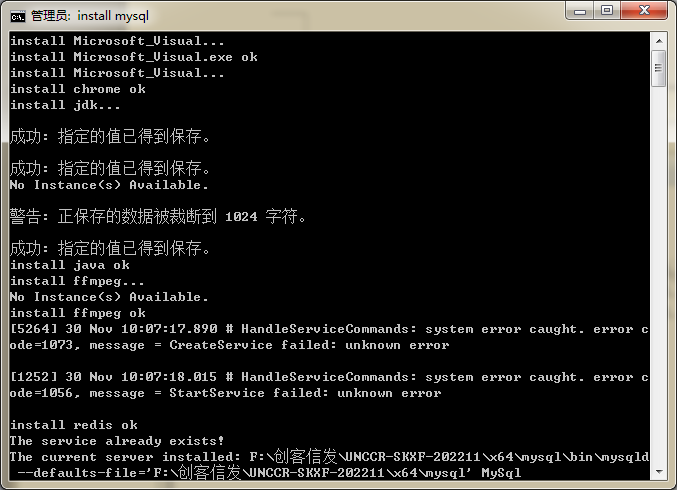 管理员: install mysql
install Microsoft_Visual...
install Microsoft_Visual.exe ok
install Microsoft_Visual...
install chrome ok
install jdk...
成功: 指定的值已得到保存。
成功: 指定的值已得到保存。
No Instance(s) Available.
警告: 正保存的数据被裁断到 1024 字符。
成功: 指定的值已得到保存。
install java ok
install ffmpeg...
No Instance(s) Available.
install ffmpeg ok
[5264] 30 Nov 10:07:17.890 # HandleServiceCommands: system error caught. error c
ode=1073, message = CreateService failed: unknown error
[1252] 30 Nov 10:07:18.015 # HandleServiceCommands: system error caught. error c
ode=1056, message = StartService failed: unknown error
install redis ok
The service already exists!
The current server installed: F:\创客信发\UNCCR-SKXF-202211\x64\mysql\bin\mysqld
--defaults-file='F:\创客信发\UNCCR-SKXF-202211\x64\mysql' MySql